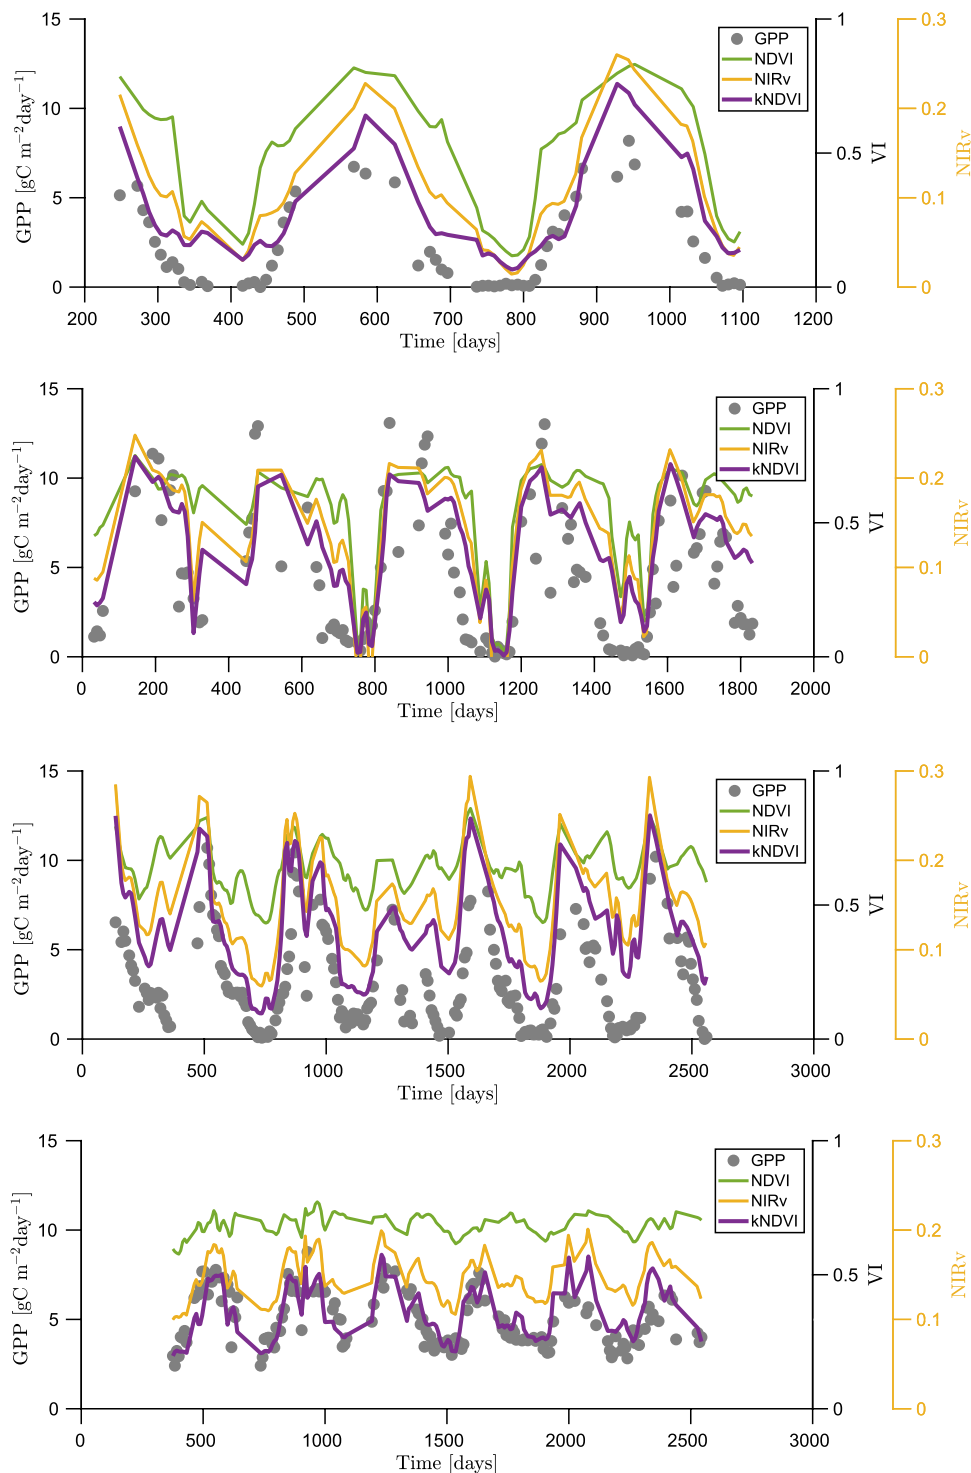 15
10
5
0
GPP [gC m⁻²day⁻¹]
200 300 400 500 600 700 800 900 1000 1100 1200
Time [days]
GPP
NDVI
NIRv
kNDVI
1
0.5
0
VI
0.3
0.2
0.1
0
NIRv
15
10
5
0
GPP [gC m⁻²day⁻¹]
0 200 400 600 800 1000 1200 1400 1600 1800 2000
Time [days]
GPP
NDVI
NIRv
kNDVI
1
0.5
0
VI
0.3
0.2
0.1
0
NIRv
15
10
5
0
GPP [gC m⁻²day⁻¹]
0 500 1000 1500 2000 2500 3000
Time [days]
GPP
NDVI
NIRv
kNDVI
1
0.5
0
VI
0.3
0.2
0.1
0
NIRv
15
10
5
0
GPP [gC m⁻²day⁻¹]
0 500 1000 1500 2000 2500 3000
Time [days]
GPP
NDVI
NIRv
kNDVI
1
0.5
0
VI
0.3
0.2
0.1
0
NIRv